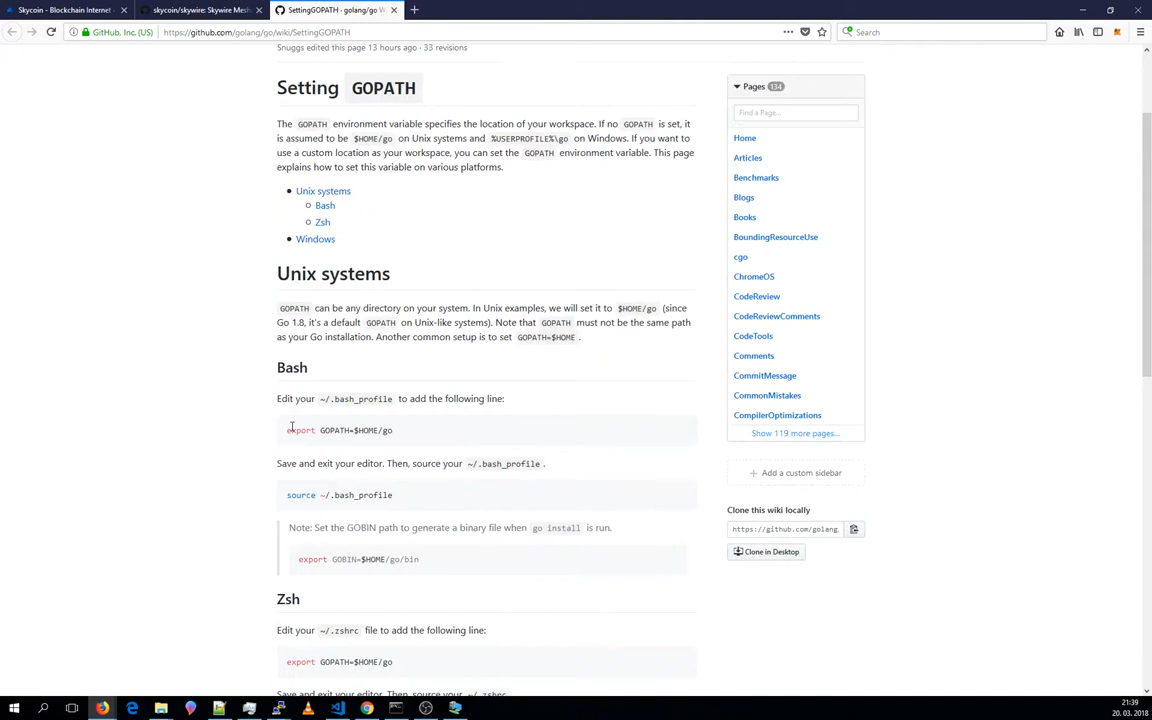 Skycoin - Blockchain Internet
skycoin/skywire: Skywire Mesh
SettingGOPATH · golang/go W
GitHub, Inc. (US)
https://github.com/golang/go/wiki/SettingGOPATH
Search
Snuggs edited this page 13 hours ago · 33 revisions
Setting GOPATH
The GOPATH environment variable specifies the location of your workspace. If no GOPATH is set, it
is assumed to be $HOME/go on Unix systems and %USERPROFILE%\go on Windows. If you want to
use a custom location as your workspace, you can set the GOPATH environment variable. This page
explains how to set this variable on various platforms.
Unix systems
Bash
Zsh
Windows
Unix systems
GOPATH can be any directory on your system. In Unix examples, we will set it to $HOME/go (since
Go 1.8, it's a default GOPATH on Unix-like systems). Note that GOPATH must not be the same path
as your Go installation. Another common setup is to set GOPATH=$HOME .
Bash
Edit your ~/.bash_profile to add the following line:
export GOPATH=$HOME/go
Save and exit your editor. Then, source your ~/.bash_profile .
source ~/.bash_profile
Note: Set the GOBIN path to generate a binary file when go install is run.
export GOBIN=$HOME/go/bin
Zsh
Edit your ~/.zshrc file to add the following line:
export GOPATH=$HOME/go
Save and exit your editor. Then, source your ~/.zshrc
Pages 134
Find a Page...
Home
Articles
Benchmarks
Blogs
Books
BoundingResourceUse
cgo
ChromeOS
CodeReview
CodeReviewComments
CodeTools
Comments
CommitMessage
CommonMistakes
CompilerOptimizations
Show 119 more pages...
Add a custom sidebar
Clone this wiki locally
https://github.com/golang,
Clone in Desktop
21:39
20. 03. 2018